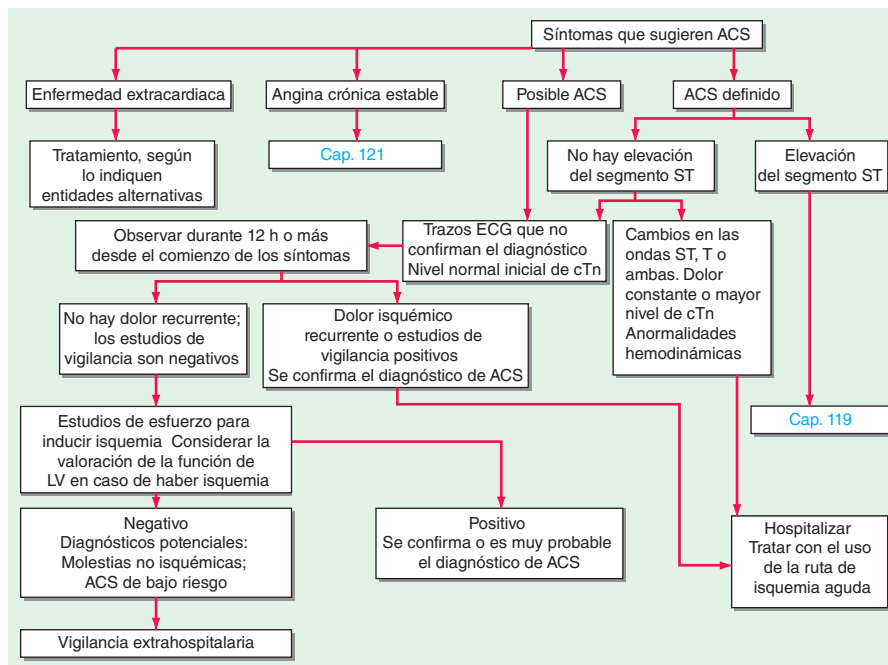 Síntomas que sugieren ACS
Enfermedad extracardiaca
Angina crónica estable
Posible ACS
ACS definido
Tratamiento, según
lo indiquen
entidades alternativas
Cap. 121
No hay elevación
del segmento ST
Elevación
del segmento ST
Observar durante 12 h o más
desde el comienzo de los síntomas
Trazos ECG que no
confirman el diagnóstico
Nivel normal inicial de cTn
Cambios en las
ondas ST, T o
ambas. Dolor
constante o mayor
nivel de cTn
Anormalidades
hemodinámicas
No hay dolor recurrente;
los estudios de
vigilancia son negativos
Dolor isquémico
recurrente o estudios de
vigilancia positivos
Se confirma el diagnóstico de ACS
Cap. 119
Estudios de esfuerzo para
inducir isquemia Considerar la
valoración de la función de
LV en caso de haber isquemia
Negativo
Diagnósticos potenciales:
Molestias no isquémicas;
ACS de bajo riesgo
Positivo
Se confirma o es muy probable
el diagnóstico de ACS
Hospitalizar
Tratar con el uso
de la ruta de
isquemia aguda
Vigilancia extrahospitalaria